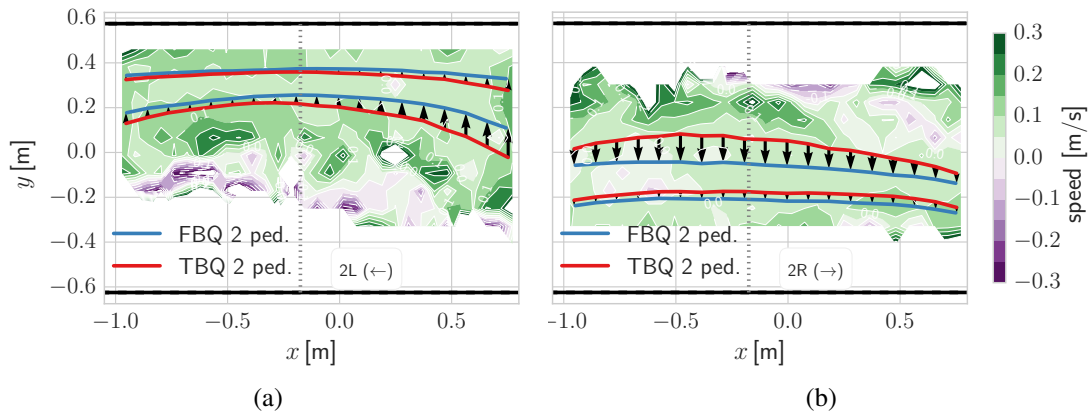 0.6
0.4
0.2
0.0
−0.2
−0.4
−0.6
y [m]
FBQ 2 ped.
TBQ 2 ped.
2L (←)
−1.0
−0.5
0.0
0.5
x [m]
(a)
FBQ 2 ped.
TBQ 2 ped.
2R (→)
−1.0
−0.5
0.0
0.5
x [m]
(b)
0.3
0.2
0.1
0.0
−0.1
−0.2
−0.3
speed [m/s]